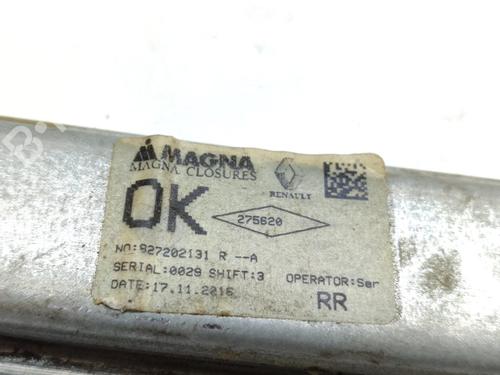 MAGNA
MAGNA CLOSURES
RENAULT
OK
275620
NO:827202131 R --A
SERIAL:0029 SHIFT:3 OPERATOR:Ser
DATE:17.11.2016
RR